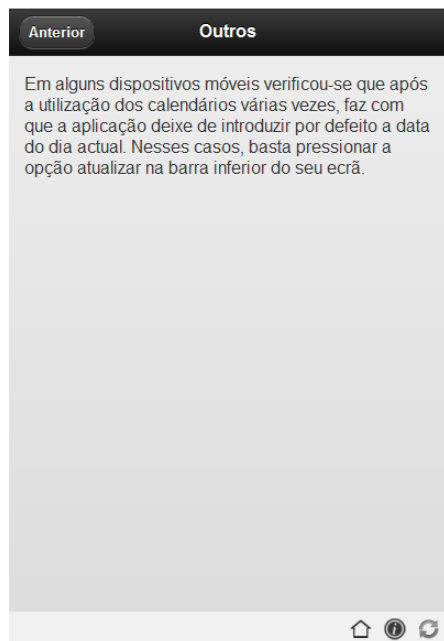 Anterior
Outros
Em alguns dispositivos móveis verificou-se que após
a utilização dos calendários várias vezes, faz com
que a aplicação deixe de introduzir por defeito a data
do dia actual. Nesses casos, basta pressionar a
opção atualizar na barra inferior do seu ecrã.